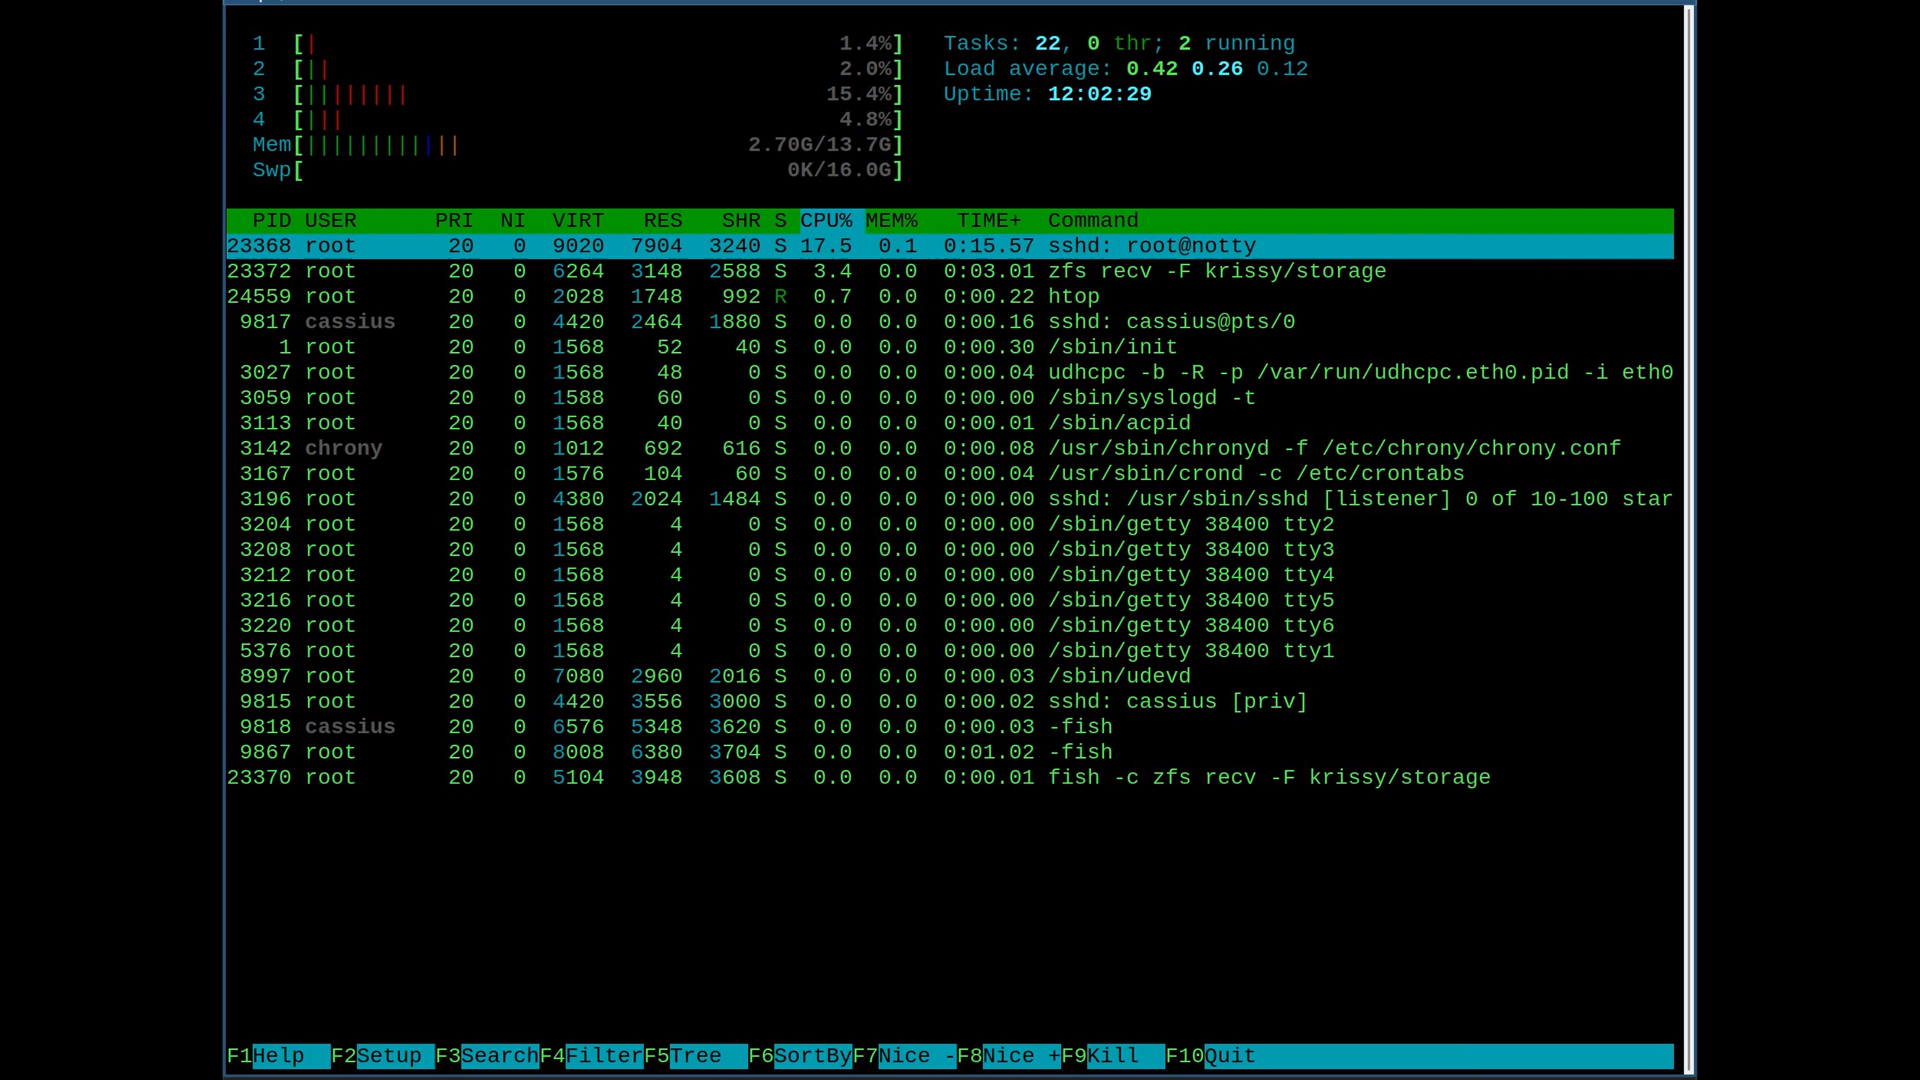 1 [| 1.4%] Tasks: 22, 0 thr; 2 running
2 [|| 2.0%] Load average: 0.42 0.26 0.12
3 [|||||||| 15.4%] Uptime: 12:02:29
4 [||| 4.8%]
Mem[|||||||||||| 2.70G/13.7G]
Swp[ 0K/16.0G]
PID USER PRI NI VIRT RES SHR S CPU% MEM% TIME+ Command
23368 root 20 0 9020 7904 3240 S 17.5 0.1 0:15.57 sshd: root@notty
23372 root 20 0 6264 3148 2588 S 3.4 0.0 0:03.01 zfs recv -F krissy/storage
24559 root 20 0 2028 1748 992 R 0.7 0.0 0:00.22 htop
9817 cassius 20 0 4420 2464 1880 S 0.0 0.0 0:00.16 sshd: cassius@pts/0
1 root 20 0 1568 52 40 S 0.0 0.0 0:00.30 /sbin/init
3027 root 20 0 1568 48 0 S 0.0 0.0 0:00.04 udhcpc -b -R -p /var/run/udhcpc.eth0.pid -i eth0
3059 root 20 0 1588 60 0 S 0.0 0.0 0:00.00 /sbin/syslogd -t
3113 root 20 0 1568 40 0 S 0.0 0.0 0:00.01 /sbin/acpid
3142 chrony 20 0 1012 692 616 S 0.0 0.0 0:00.08 /usr/sbin/chronyd -f /etc/chrony/chrony.conf
3167 root 20 0 1576 104 60 S 0.0 0.0 0:00.04 /usr/sbin/crond -c /etc/crontabs
3196 root 20 0 4380 2024 1484 S 0.0 0.0 0:00.00 sshd: /usr/sbin/sshd [listener] 0 of 10-100 star
3204 root 20 0 1568 4 0 S 0.0 0.0 0:00.00 /sbin/getty 38400 tty2
3208 root 20 0 1568 4 0 S 0.0 0.0 0:00.00 /sbin/getty 38400 tty3
3212 root 20 0 1568 4 0 S 0.0 0.0 0:00.00 /sbin/getty 38400 tty4
3216 root 20 0 1568 4 0 S 0.0 0.0 0:00.00 /sbin/getty 38400 tty5
3220 root 20 0 1568 4 0 S 0.0 0.0 0:00.00 /sbin/getty 38400 tty6
5376 root 20 0 1568 4 0 S 0.0 0.0 0:00.00 /sbin/getty 38400 tty1
8997 root 20 0 7080 2960 2016 S 0.0 0.0 0:00.03 /sbin/udevd
9815 root 20 0 4420 3556 3000 S 0.0 0.0 0:00.02 sshd: cassius [priv]
9818 cassius 20 0 6576 5348 3620 S 0.0 0.0 0:00.03 -fish
9867 root 20 0 8008 6380 3704 S 0.0 0.0 0:01.02 -fish
23370 root 20 0 5104 3948 3608 S 0.0 0.0 0:00.01 fish -c zfs recv -F krissy/storage
F1Help F2Setup F3SearchF4FilterF5Tree F6SortByF7Nice -F8Nice +F9Kill F10Quit